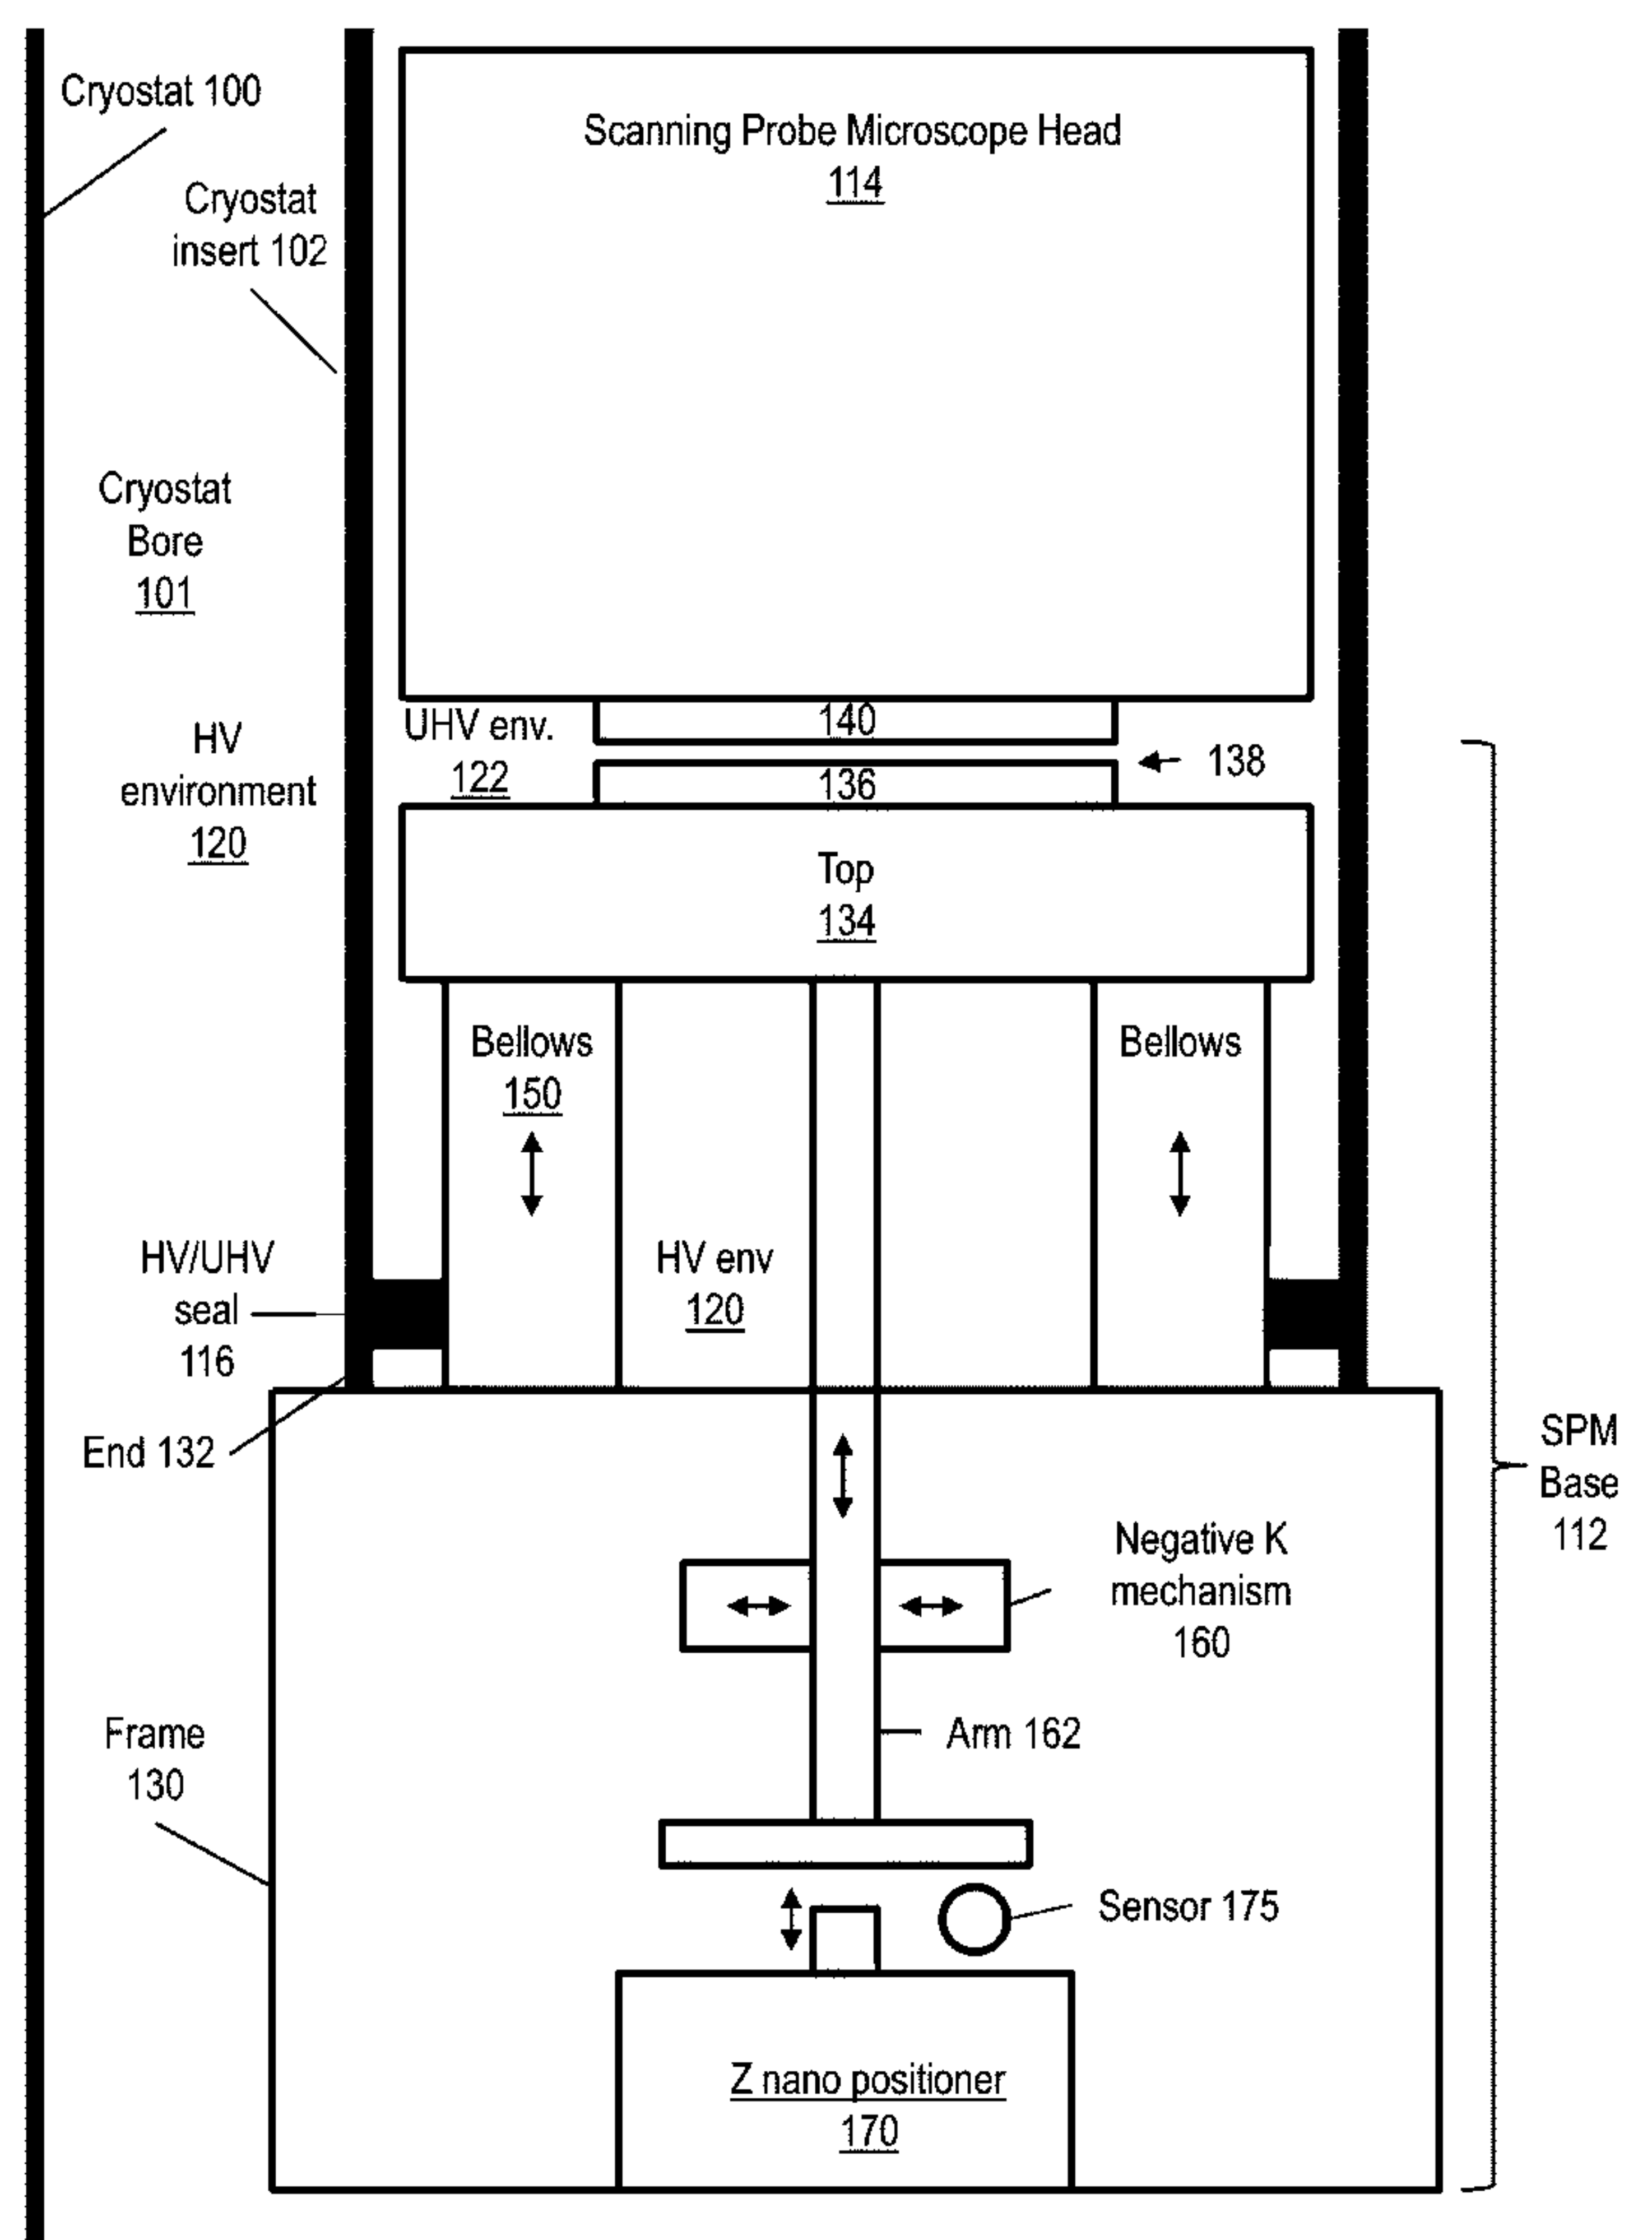 Cryostat 100
Scanning Probe Microscope Head
114
Cryostat
insert 102
Cryostat
Bore
101
UHV env.
122
140
138
136
HV
environment
120
Top
134
Bellows
150
Bellows
HV/UHV
seal
116
HV env
120
End 132
SPM
Base
112
Negative K
mechanism
160
Frame
130
Arm 162
Sensor 175
Z nano positioner
170